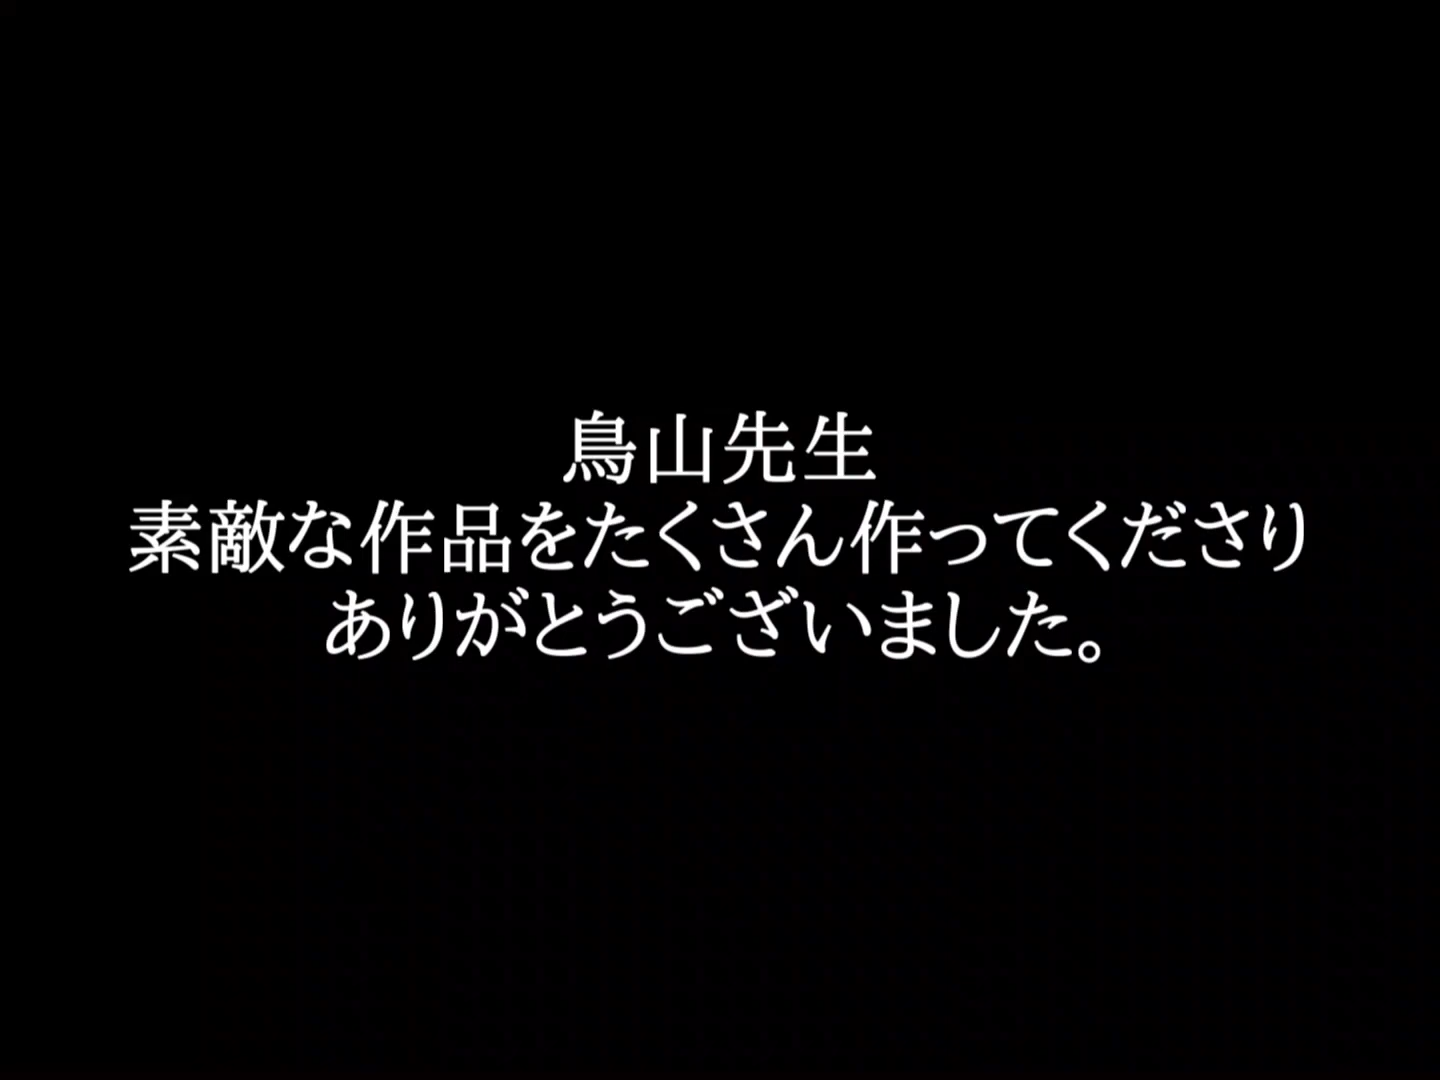 鳥山先生
素敵な作品をたくさん作ってくださり
ありがとうございました。